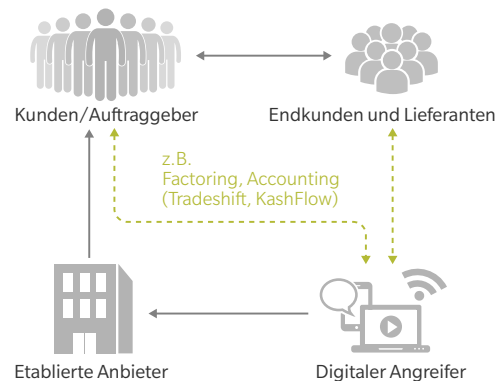 Kunden/Auftraggeber
Endkunden und Lieferanten
z.B.
Factoring, Accounting
(Tradeshift, KashFlow)
Etablierte Anbieter
Digitaler Angreifer